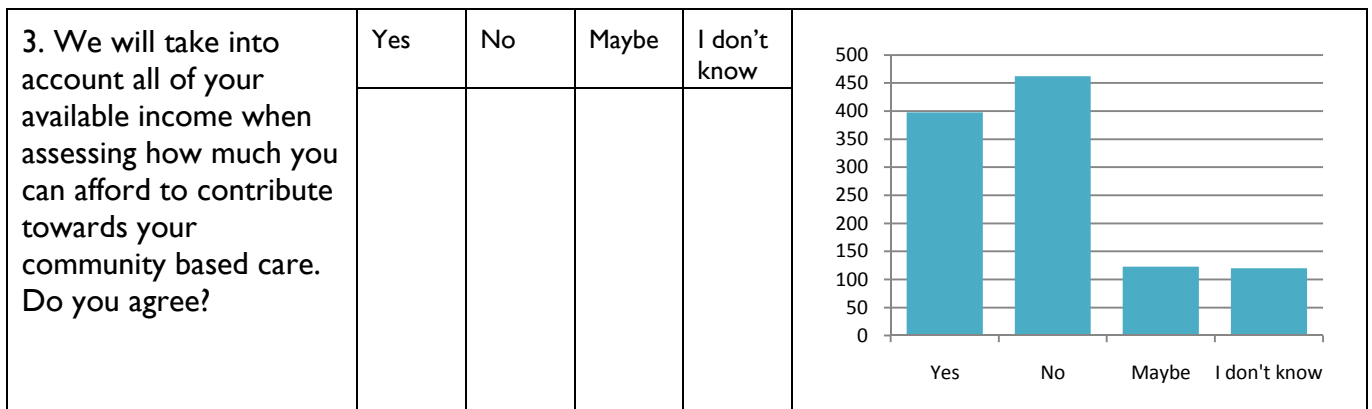 3. We will take into
account all of your
available income when
assessing how much you
can afford to contribute
towards your
community based care.
Do you agree?
Yes
No
Maybe
I don’t
know
500
450
400
350
300
250
200
150
100
50
0
Yes
No
Maybe
I don't know